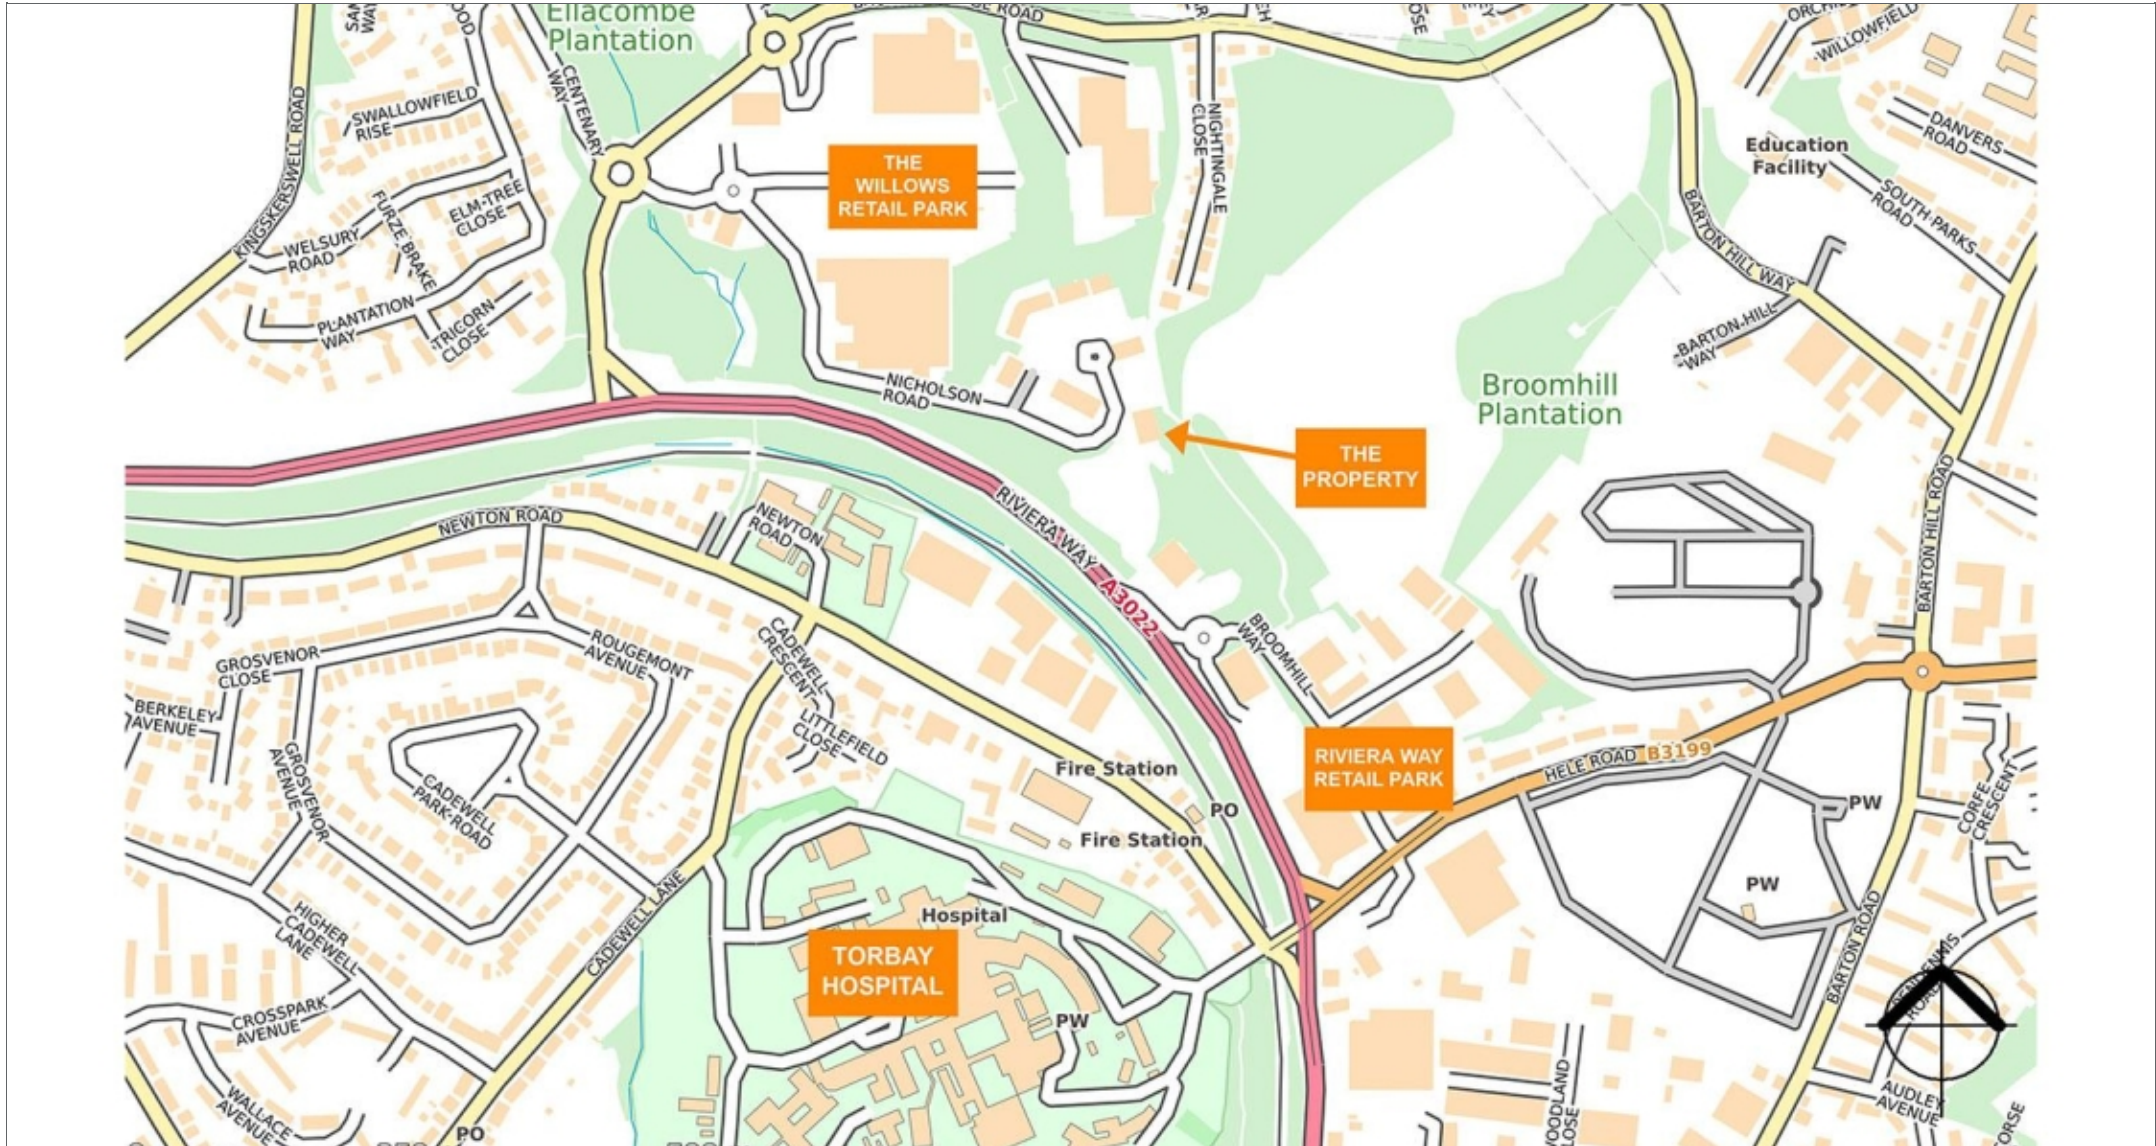 Ellacombe
Plantation
CENTENARY
WAY
SWALLOWFIELD
RISE
KINGSKERSWELL ROAD
WELSURY
ROAD
FURZE BRAKE
ELM-TREE
CLOSE
PLANTATION
WAY
TRICORN
CLOSE
THE
WILLOWS
RETAIL PARK
NIGHTINGALE
CLOSE
WILLOWFIELD
DANVERS
ROAD
Education
Facility
SOUTH PARKS
ROAD
BARTON HILL WAY
BARTON-HILL
WAY
Broomhill
Plantation
NICHOLSON
ROAD
THE
PROPERTY
RIVIERA WAY
A3022
NEWTON ROAD
NEWTON
ROAD
BARTON HILL ROAD
GROSVENOR
CLOSE
ROUGEMONT
AVENUE
CADEWELL
CRESCENT
LITTLEFIELD
CLOSE
BROOMHILL
WAY
BERKELEY
AVENUE
GROSVENOR
AVENUE
CADEWELL
PARK-ROAD
RIVIERA WAY
RETAIL PARK
HELE ROAD
B3199
Fire Station
PO
Fire Station
PW
CORFE
CRESCENT
PW
CADEWELL LANE
HIGHER
CADEWELL
LANE
Hospital
TORBAY
HOSPITAL
BARTON ROAD
CROSSPARK
AVENUE
PW
WALLACE
AVENUE
PO
AUDLEY
AVENUE